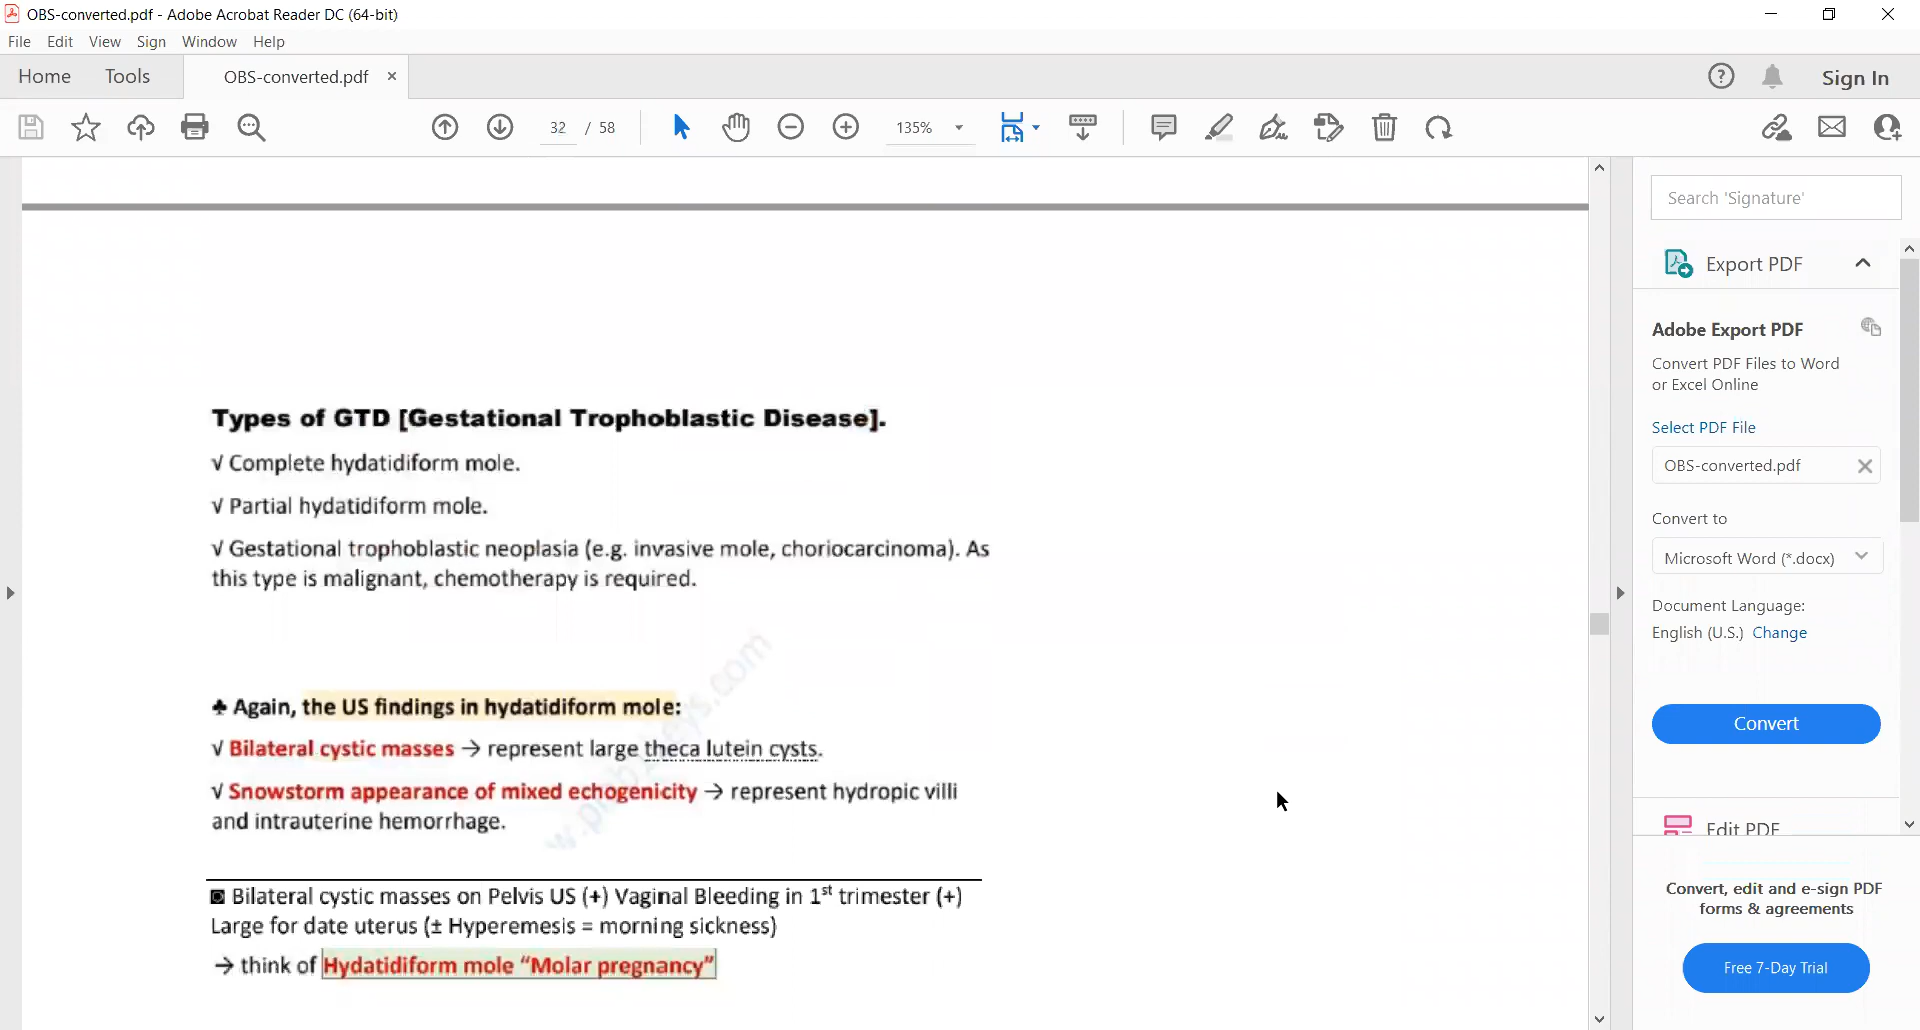 OBS-converted.pdf - Adobe Acrobat Reader DC (64-bit)
File Edit View Sign Window Help
Home Tools OBS-converted.pdf × Sign In
32 / 58 135%
Search 'Signature'
Export PDF
Adobe Export PDF
Convert PDF Files to Word
or Excel Online
Select PDF File
OBS-converted.pdf
Convert to
Microsoft Word (*.docx)
Document Language:
English (U.S.) Change
Convert
Edit PDF
Convert, edit and e-sign PDF
forms & agreements
Free 7-Day Trial
Types of GTD [Gestational Trophoblastic Disease].
√ Complete hydatidiform mole.
√ Partial hydatidiform mole.
√ Gestational trophoblastic neoplasia (e.g. invasive mole, choriocarcinoma). As
this type is malignant, chemotherapy is required.
♣ Again, the US findings in hydatidiform mole:
√ Bilateral cystic masses → represent large theca lutein cysts.
√ Snowstorm appearance of mixed echogenicity → represent hydropic villi
and intrauterine hemorrhage.
◙ Bilateral cystic masses on Pelvis US (+) Vaginal Bleeding in 1st trimester (+)
Large for date uterus (± Hyperemesis = morning sickness)
→ think of Hydatidiform mole “Molar pregnancy”